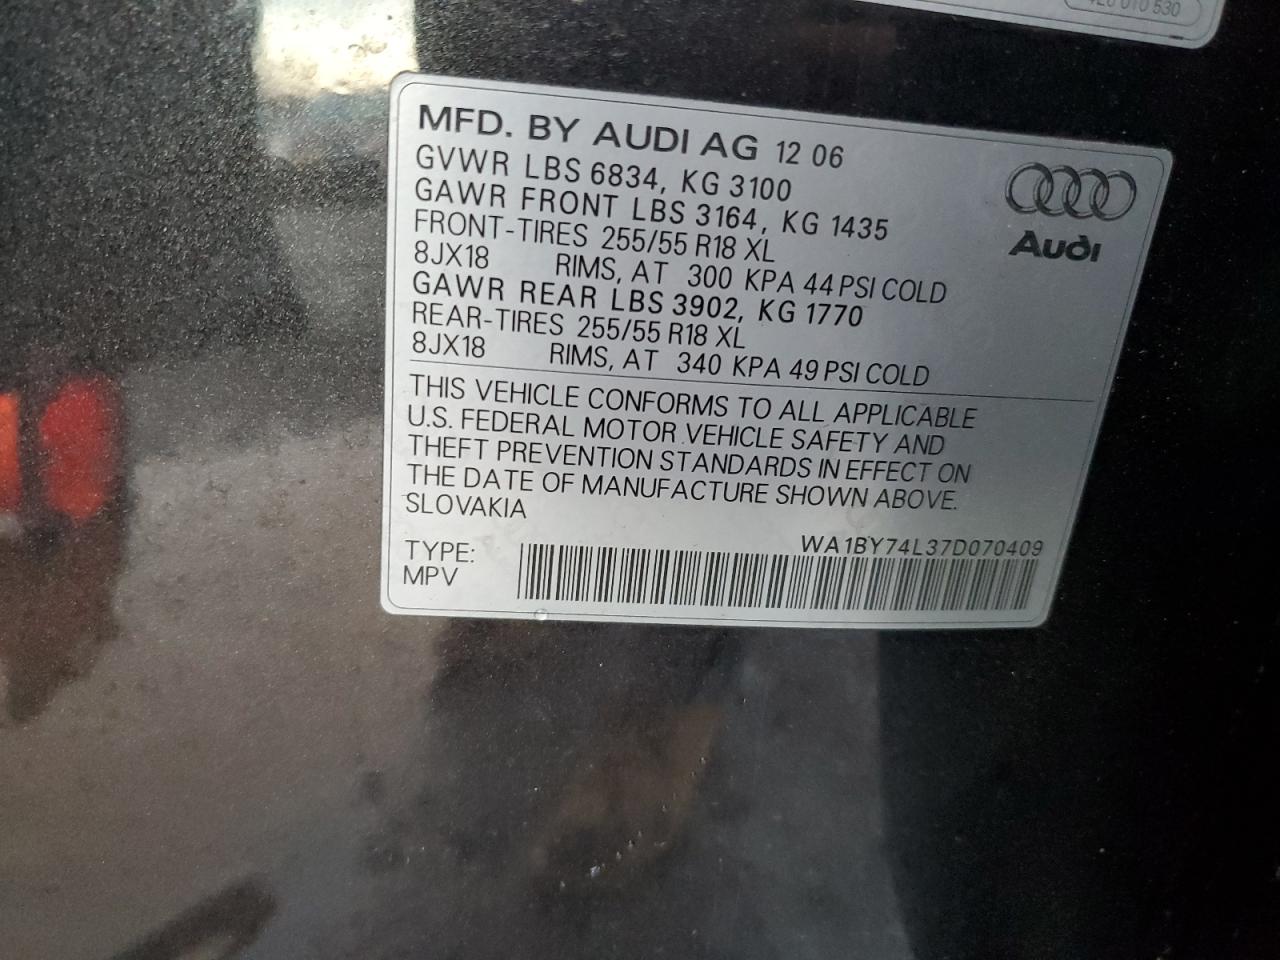 010 530
MFD. BY AUDI AG 12 06
GVWR LBS 6834, KG 3100
GAWR FRONT LBS 3164, KG 1435
FRONT-TIRES 255/55 R18 XL
8JX18 RIMS, AT 300 KPA 44 PSI COLD
GAWR REAR LBS 3902, KG 1770
REAR-TIRES 255/55 R18 XL
8JX18 RIMS, AT 340 KPA 49 PSI COLD
Audi
THIS VEHICLE CONFORMS TO ALL APPLICABLE
U.S. FEDERAL MOTOR VEHICLE SAFETY AND
THEFT PREVENTION STANDARDS IN EFFECT ON
THE DATE OF MANUFACTURE SHOWN ABOVE.
SLOVAKIA
WA1BY74L37D070409
TYPE:
MPV